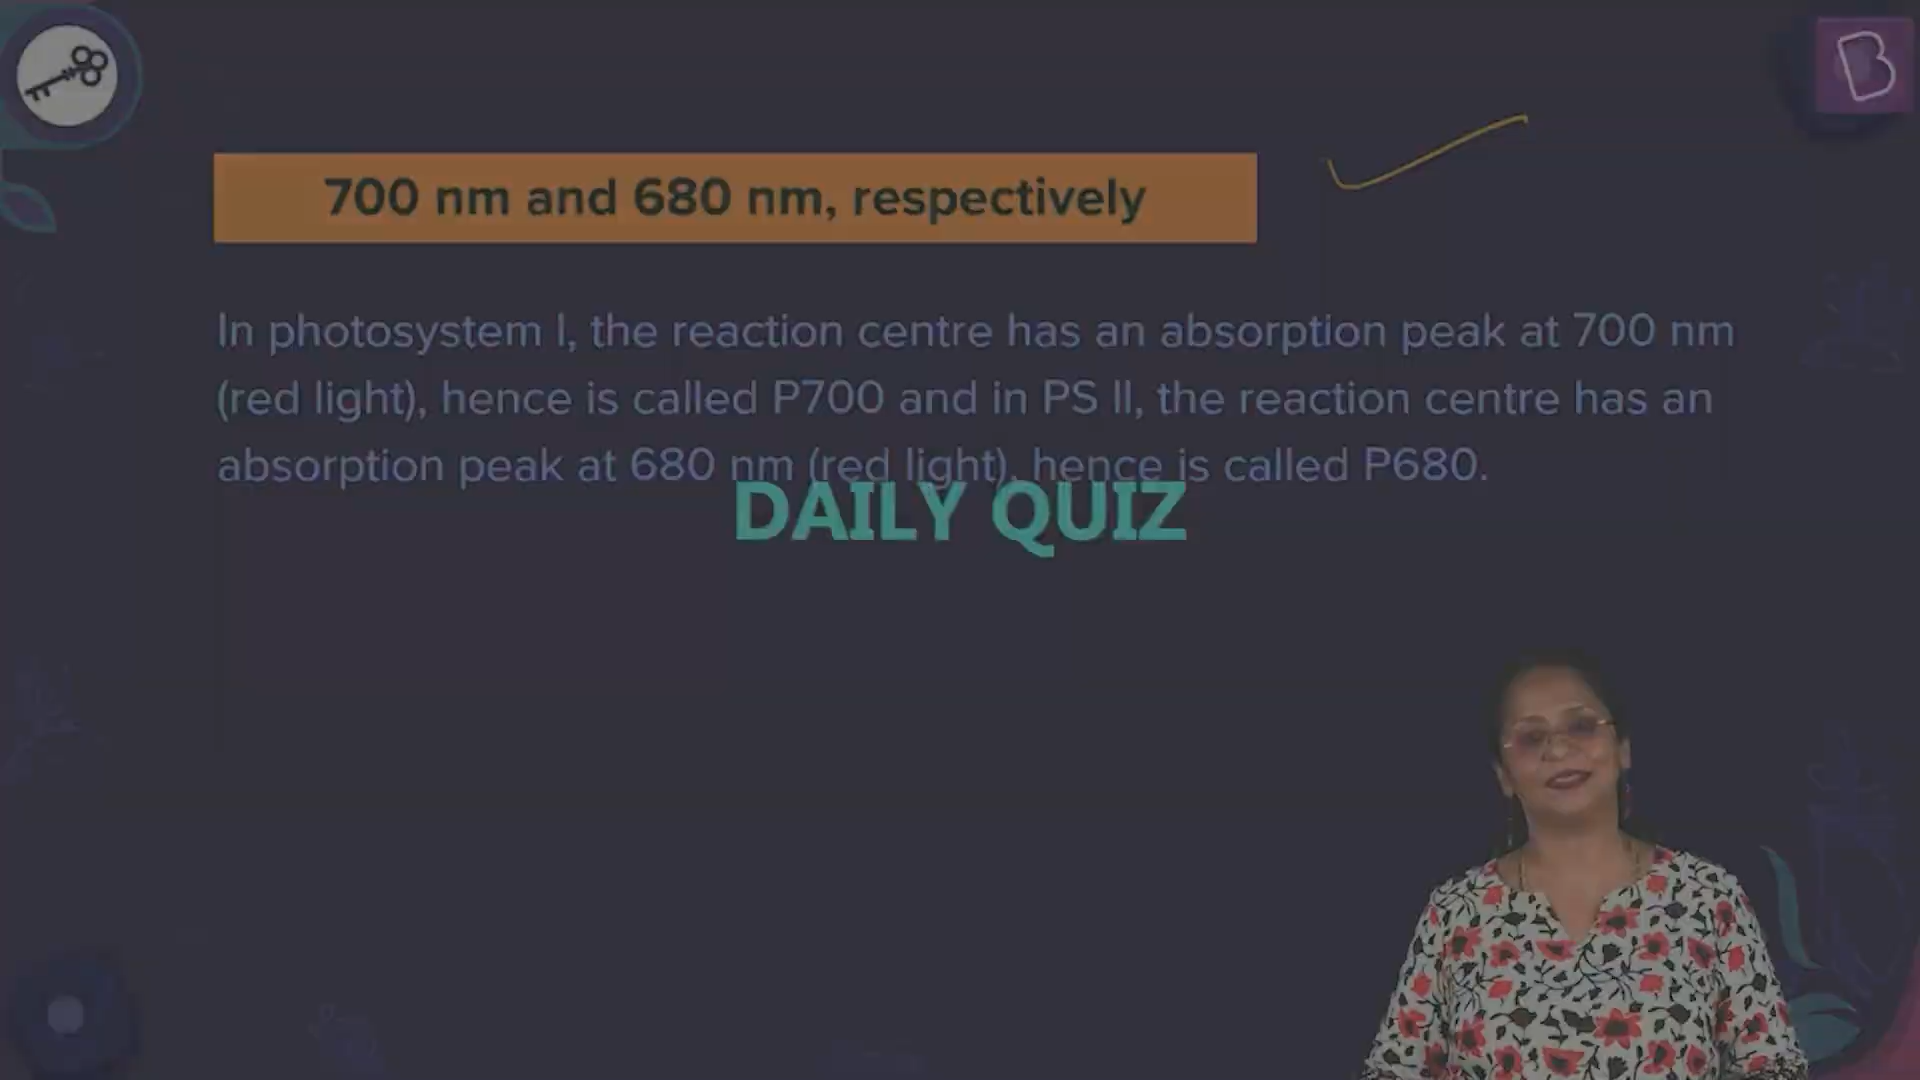 B
700 nm and 680 nm, respectively
In photosystem I, the reaction centre has an absorption peak at 700 nm
(red light), hence is called P700 and in PS II, the reaction centre has an
absorption peak at 680 nm (red light), hence is called P680.
DAILY QUIZ